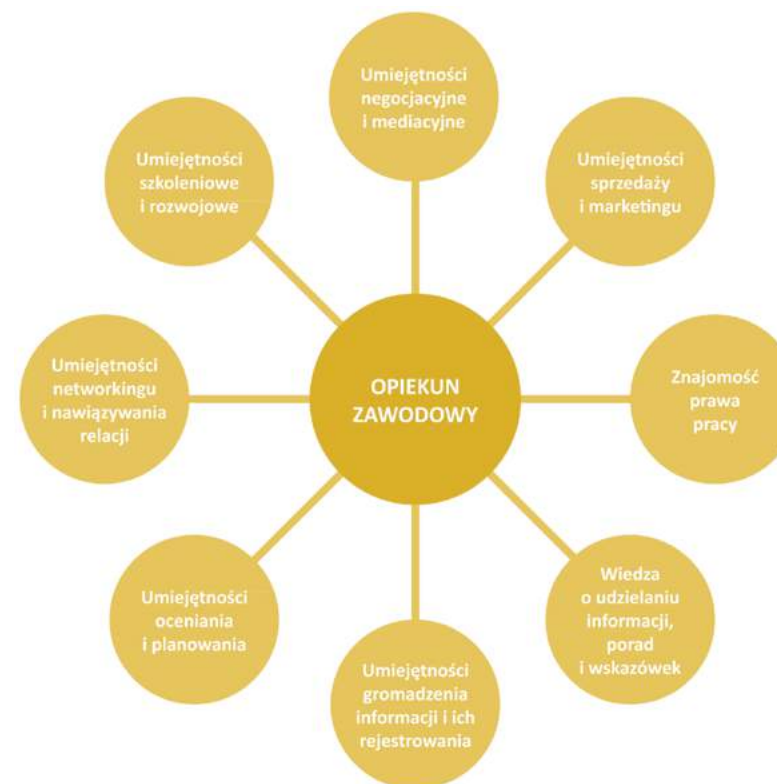 Umiejętności
negocjacyjne
i mediacyjne
Umiejętności
sprzedaży
i marketingu
Znajomość
prawa
pracy
Wiedza
o udzielaniu
informacji,
porad
i wskazówek
Umiejętności
gromadzenia
informacji i ich
rejestrowania
Umiejętności
oceniania
i planowania
Umiejętności
networkingu
i nawiązywania
relacji
Umiejętności
szkoleniowe
i rozwojowe
OPIEKUN
ZAWODOWY